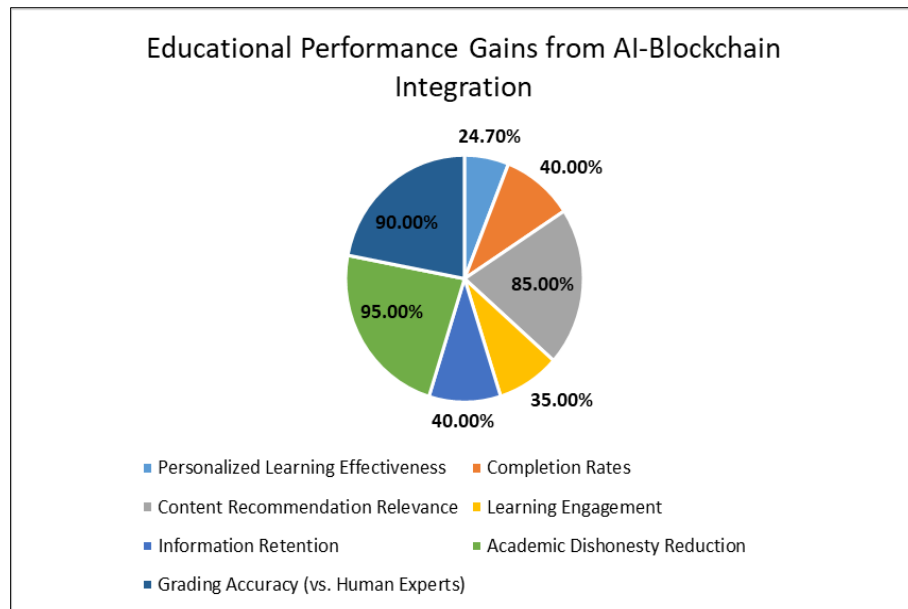 Educational Performance Gains from AI-Blockchain
Integration
24.70%
40.00%
90.00%
85.00%
95.00%
35.00%
40.00%
Personalized Learning Effectiveness
Completion Rates
Content Recommendation Relevance
Learning Engagement
Information Retention
Academic Dishonesty Reduction
Grading Accuracy (vs. Human Experts)